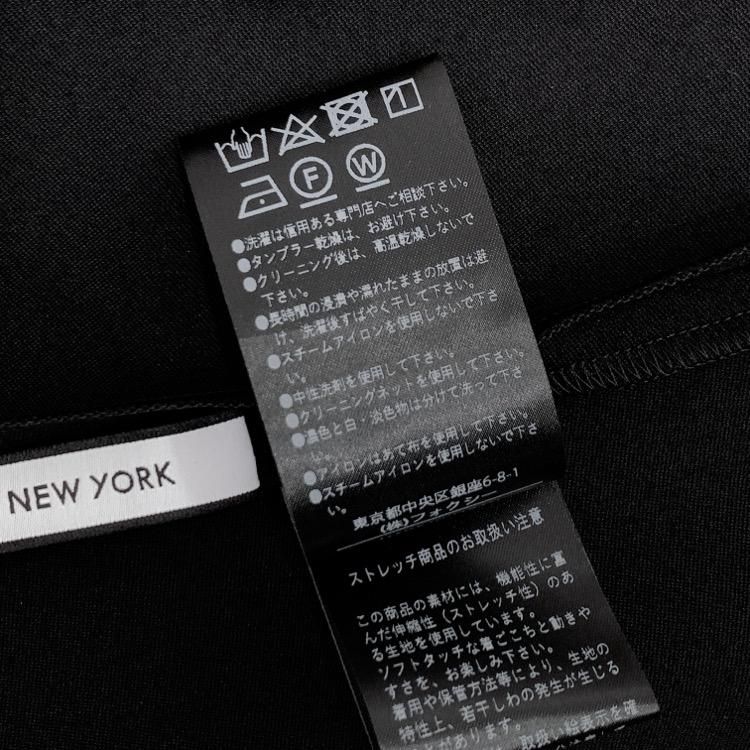 F W
●洗濯は信用ある専門店へご相談下さい。
●タンブラー乾燥は、お避け下さい。
●クリーニング後は、高温乾燥しないで
下さい。
●長時間の浸漬や濡れたままの放置は避
け、洗濯後すばやく干して下さい。
●スチームアイロンを使用しないで下さ
い。
●中性洗剤を使用して下さい。
●クリーニングネットを使用して下さい。
●濃色と白・淡色物は分けて洗って下さ
い。
●アイロンはあて布を使用して下さい。
●スチームアイロンを使用しないで下さ
い。
東京都中央区銀座6-8-1
(株)フォクシー
NEW YORK
ストレッチ商品のお取扱い注意
この商品の素材には、機能性に富
んだ伸縮性(ストレッチ性)のあ
る生地を使用しています。
ソフトタッチな着ごこちと動きや
すさを、お楽しみ下さい。
着用や保管方法等により、生地の
特性上、若干しわの発生が生じる
取扱い絵表示を確